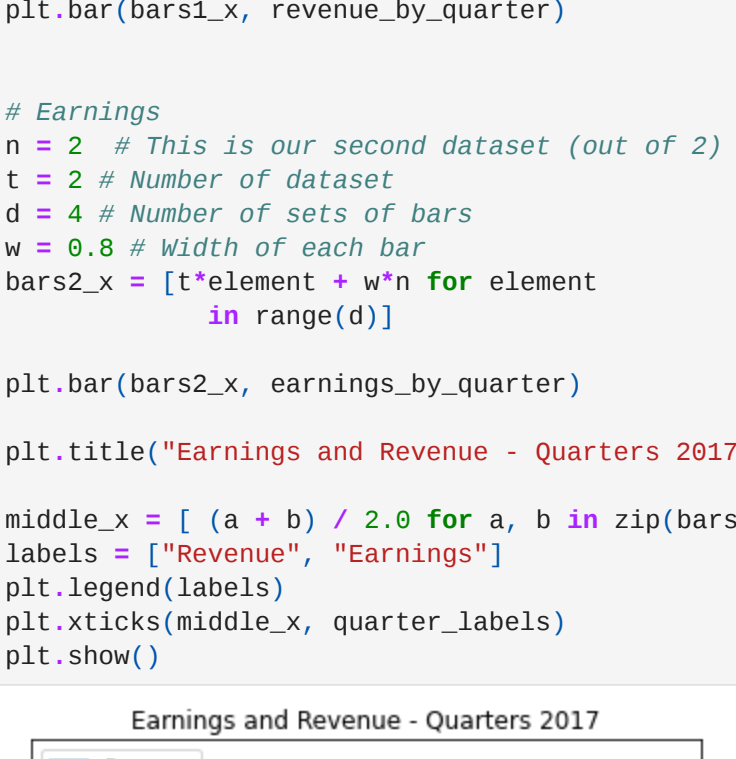 plt.bar(bars1_x, revenue_by_quarter)
# Earnings
n = 2  # This is our second dataset (out of 2)
t = 2 # Number of dataset
d = 4 # Number of sets of bars
w = 0.8 # Width of each bar
bars2_x = [t*element + w*n for element
             in range(d)]
plt.bar(bars2_x, earnings_by_quarter)
plt.title("Earnings and Revenue - Quarters 2017
middle_x = [ (a + b) / 2.0 for a, b in zip(bars
labels = ["Revenue", "Earnings"]
plt.legend(labels)
plt.xticks(middle_x, quarter_labels)
plt.show()
Earnings and Revenue - Quarters 2017